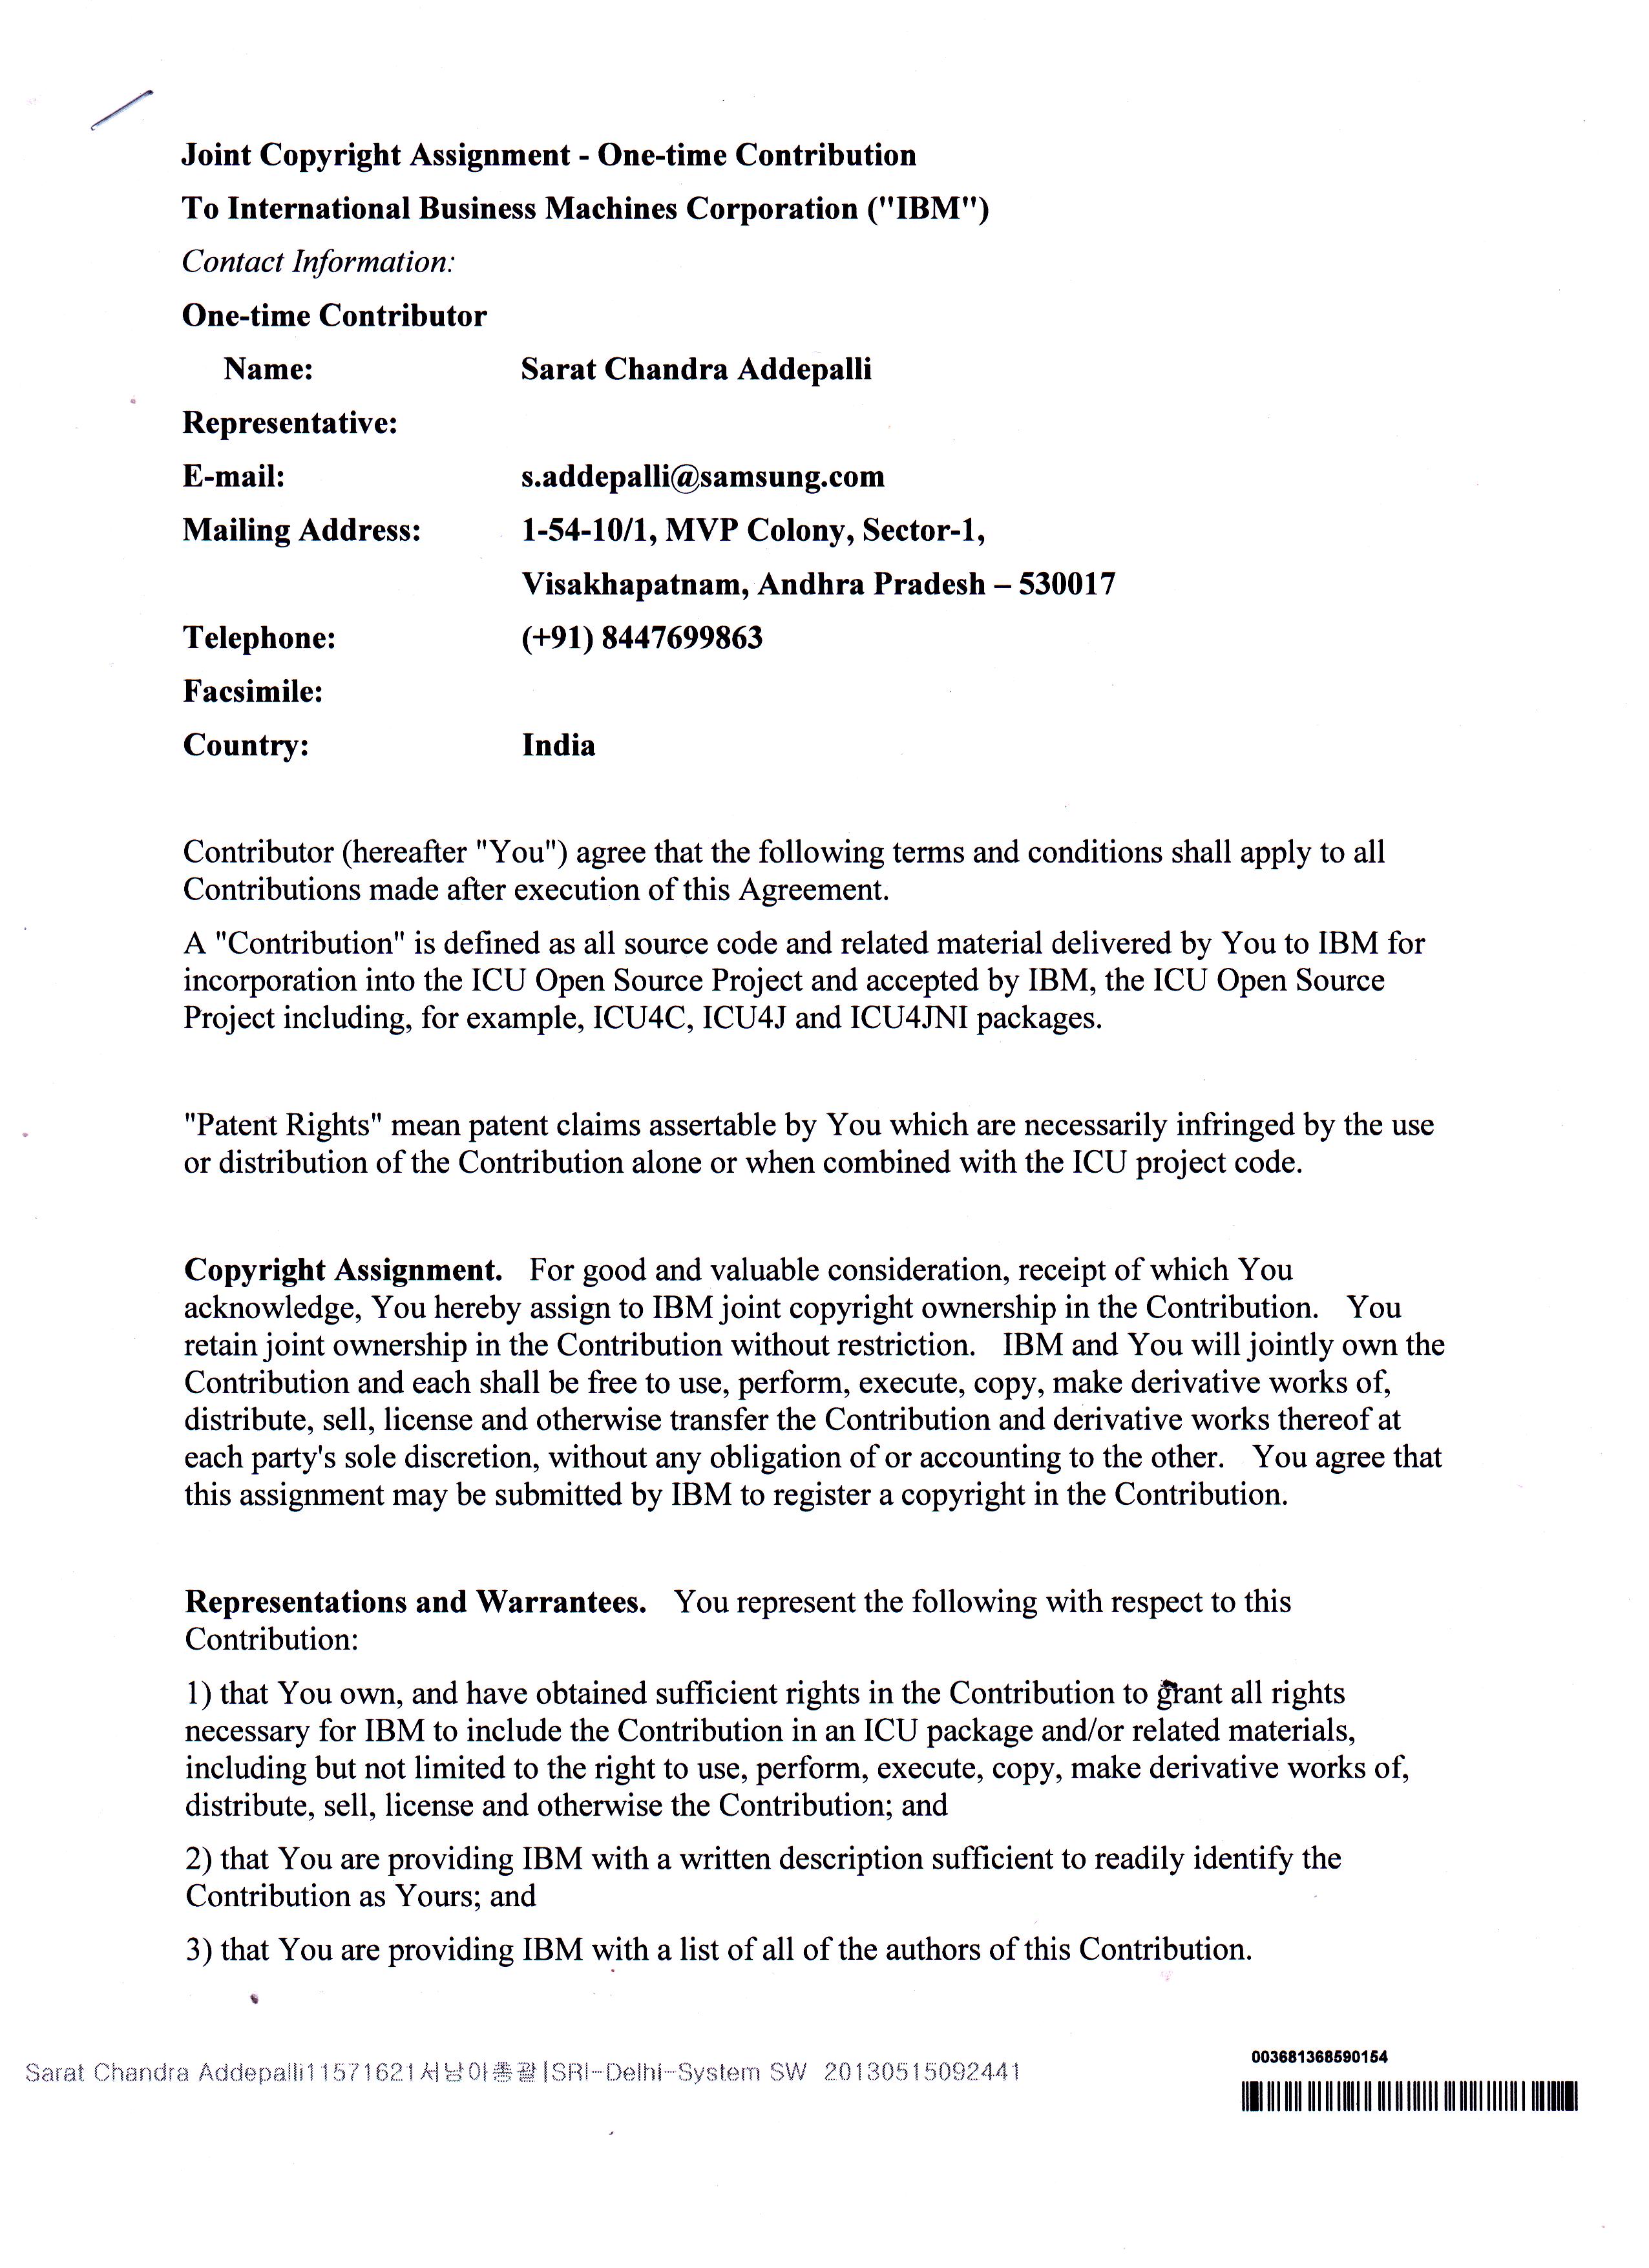 Joint Copyright Assignment - One-time Contribution
To International Business Machines Corporation ("IBM")
Contact Information:
One-time Contributor
Name: Sarat Chandra Addepalli
Representative:
E-mail: s.addepalli@samsung.com
Mailing Address: 1-54-10/1, MVP Colony, Sector-1,
Visakhapatnam, Andhra Pradesh – 530017
Telephone: (+91) 8447699863
Facsimile:
Country: India
Contributor (hereafter "You") agree that the following terms and conditions shall apply to all
Contributions made after execution of this Agreement.
A "Contribution" is defined as all source code and related material delivered by You to IBM for
incorporation into the ICU Open Source Project and accepted by IBM, the ICU Open Source
Project including, for example, ICU4C, ICU4J and ICU4JNI packages.
"Patent Rights" mean patent claims assertable by You which are necessarily infringed by the use
or distribution of the Contribution alone or when combined with the ICU project code.
Copyright Assignment. For good and valuable consideration, receipt of which You
acknowledge, You hereby assign to IBM joint copyright ownership in the Contribution. You
retain joint ownership in the Contribution without restriction. IBM and You will jointly own the
Contribution and each shall be free to use, perform, execute, copy, make derivative works of,
distribute, sell, license and otherwise transfer the Contribution and derivative works thereof at
each party's sole discretion, without any obligation of or accounting to the other. You agree that
this assignment may be submitted by IBM to register a copyright in the Contribution.
Representations and Warrantees. You represent the following with respect to this
Contribution:
1) that You own, and have obtained sufficient rights in the Contribution to grant all rights
necessary for IBM to include the Contribution in an ICU package and/or related materials,
including but not limited to the right to use, perform, execute, copy, make derivative works of,
distribute, sell, license and otherwise the Contribution; and
2) that You are providing IBM with a written description sufficient to readily identify the
Contribution as Yours; and
3) that You are providing IBM with a list of all of the authors of this Contribution.
003681368590154
Sarat Chandra Addepalli11571621서남아총괄|SRI-Delhi-System SW 20130515092441